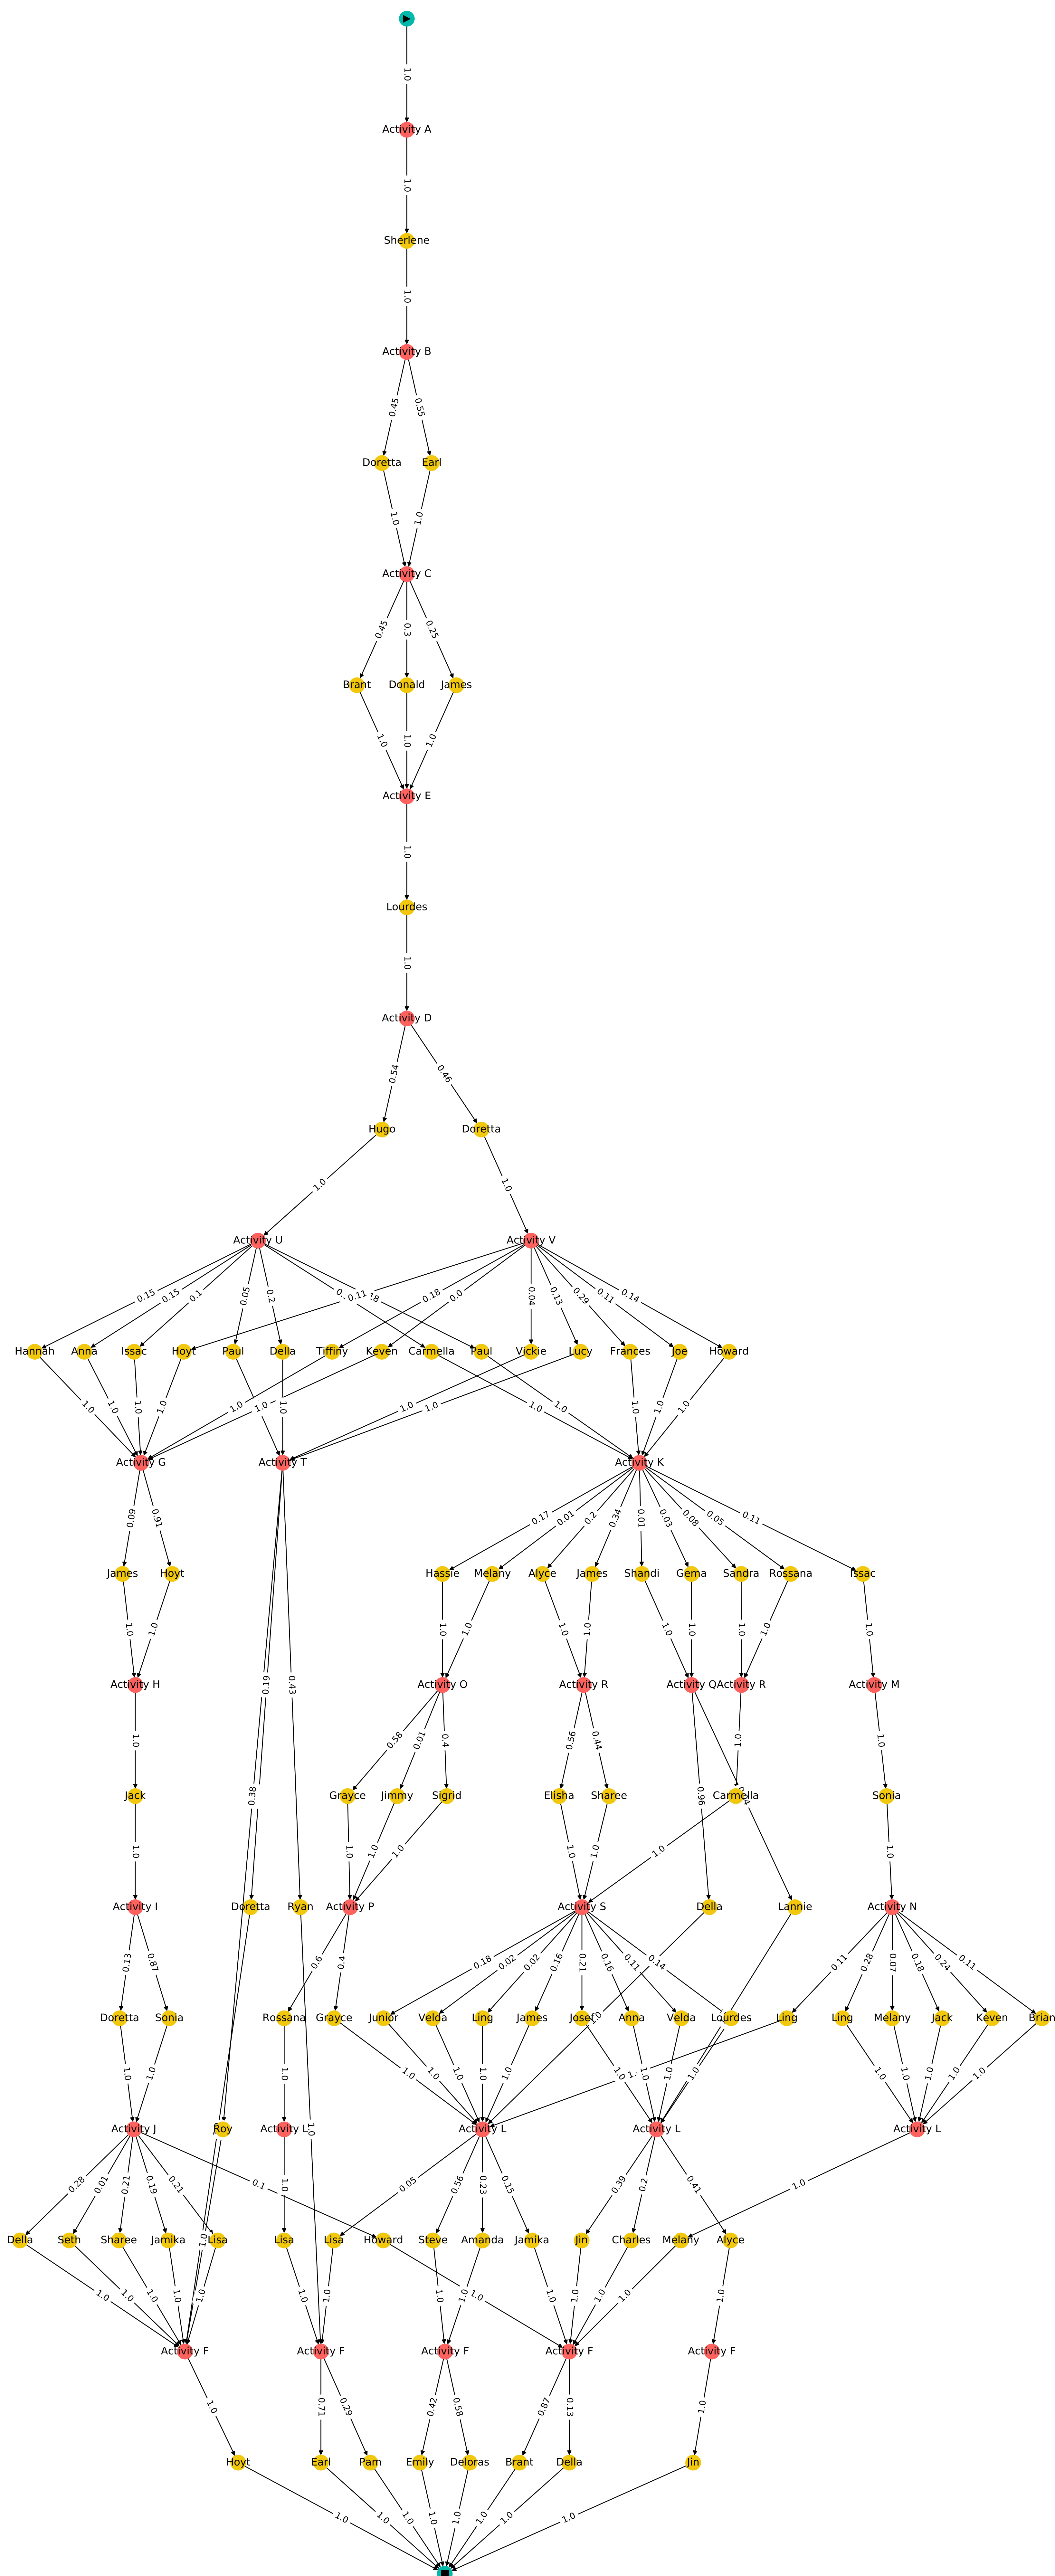 1.0
Activity A
1.0
Sherlene
1.0
Activity B
0.45 0.55
Doretta Earl
1.0 1.0
Activity C
0.45 0.3 0.25
Brant Donald James
1.0 1.0 1.0
Activity E
1.0
Lourdes
1.0
Activity D
0.54 0.46
Hugo Doretta
1.0 1.0
Activity U Activity V
0.15 0.15 0.1 0.05 0.2 0.11 0.18 0.0 0.04 0.13 0.29 0.11 0.14
Hannah Anna Issac Hoyt Paul Della Tiffiny Keven Carmella Paul Vickie Lucy Frances Joe Howard
1.0 1.0 1.0 1.0 1.0 1.0 1.0 1.0 1.0 1.0 1.0 1.0 1.0 1.0
Activity G Activity T Activity K
0.09 0.91 0.17 0.01 0.2 0.34 0.01 0.03 0.08 0.05 0.11
James Hoyt Hassie Melany Alyce James Shandi Gema Sandra Rossana Issac
1.0 1.0 1.0 1.0 1.0 1.0 1.0 1.0 1.0 1.0 1.0
Activity H 0.19 0.43 Activity O Activity R Activity Q Activity R Activity M
1.0 0.58 0.01 0.4 0.56 0.44 1.0 1.0
Jack 0.38 Grayce Jimmy Sigrid Elisha Sharee 0.96 Carmella Sonia
1.0 1.0 1.0 1.0 1.0 1.0 1.0 1.0
Activity I Doretta Ryan Activity P Activity S Della Lannie Activity N
0.13 0.87 0.6 0.4 0.18 0.02 0.02 0.16 0.21 0.16 0.11 0.14 0.11 0.28 0.07 0.18 0.24 0.11
Doretta Sonia Rossana Grayce Junior Velda Ling James Josef Anna Velda Lourdes Ling Ling Melany Jack Keven Brian
1.0 1.0 1.0 1.0 1.0 1.0 1.0 1.0 1.0 1.0 1.0 1.0 1.0 1.0 1.0 1.0 1.0
Activity J Roy Activity L 1.0 Activity L Activity L Activity L
0.28 0.01 0.21 0.19 0.21 0.1 1.0 0.05 0.56 0.23 0.15 0.39 0.2 0.41 1.0
Della Seth Sharee Jamika Lisa Lisa Lisa Howard Steve Amanda Jamika Jin Charles Melany Alyce
1.0 1.0 1.0 1.0 1.0 1.0 1.0 1.0 1.0 1.0 1.0 1.0 1.0 1.0 1.0 1.0
Activity F Activity F Activity F Activity F Activity F
1.0 0.71 0.29 0.42 0.58 0.87 0.13 1.0
Hoyt Earl Pam Emily Deloras Brant Della Jin
1.0 1.0 1.0 1.0 1.0 1.0 1.0 1.0